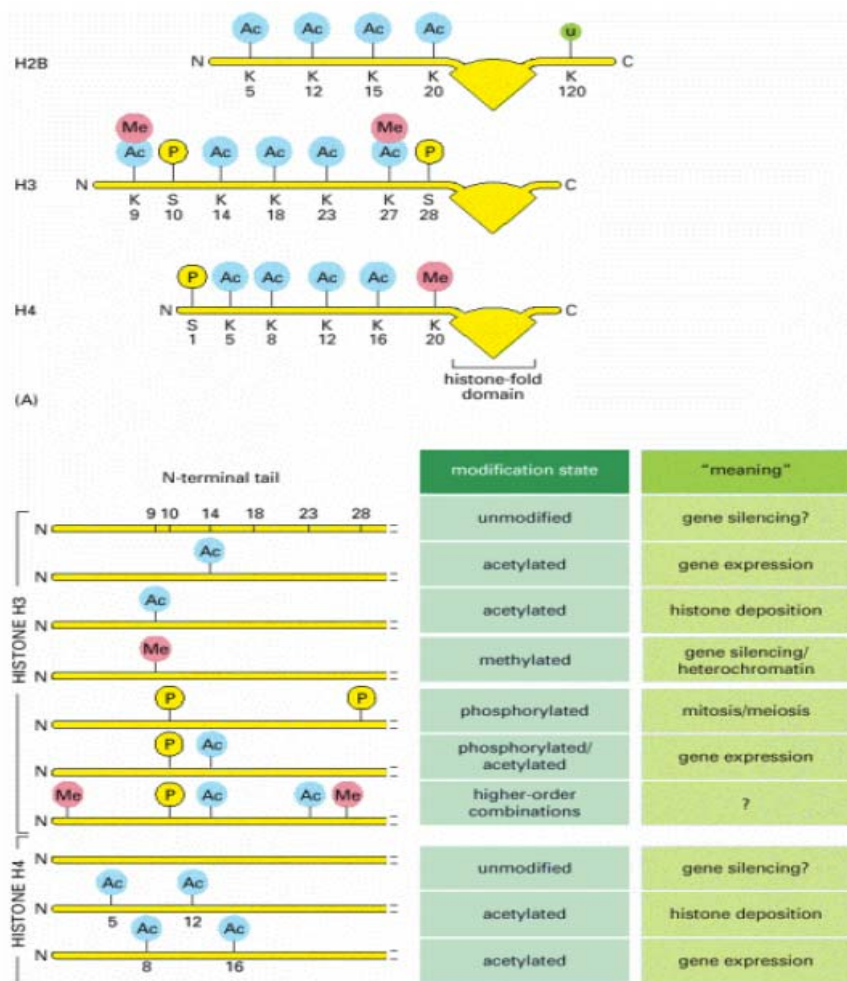 Ac Ac Ac Ac u
H2B N C
K K K K K
5 12 15 20 120
Me Me
Ac P Ac Ac Ac Ac P
H3 N C
K S K K K K S
9 10 14 18 23 27 28
P Ac Ac Ac Ac Me
H4 N C
S K K K K K
1 5 8 12 16 20
histone-fold
domain
(A)
N-terminal tail
modification state
"meaning"
HISTONE H3
9 10 14 18 23 28
N
unmodified
gene silencing?
Ac
N
acetylated
gene expression
Ac
N
acetylated
histone deposition
Me
N
methylated
gene silencing/
heterochromatin
P P
N
phosphorylated
mitosis/meiosis
P Ac
N
phosphorylated/
acetylated
gene expression
Me P Ac Ac Me
N
higher-order
combinations
?
HISTONE H4
N
unmodified
gene silencing?
Ac Ac
N
5 12
acetylated
histone deposition
Ac Ac
N
8 16
acetylated
gene expression